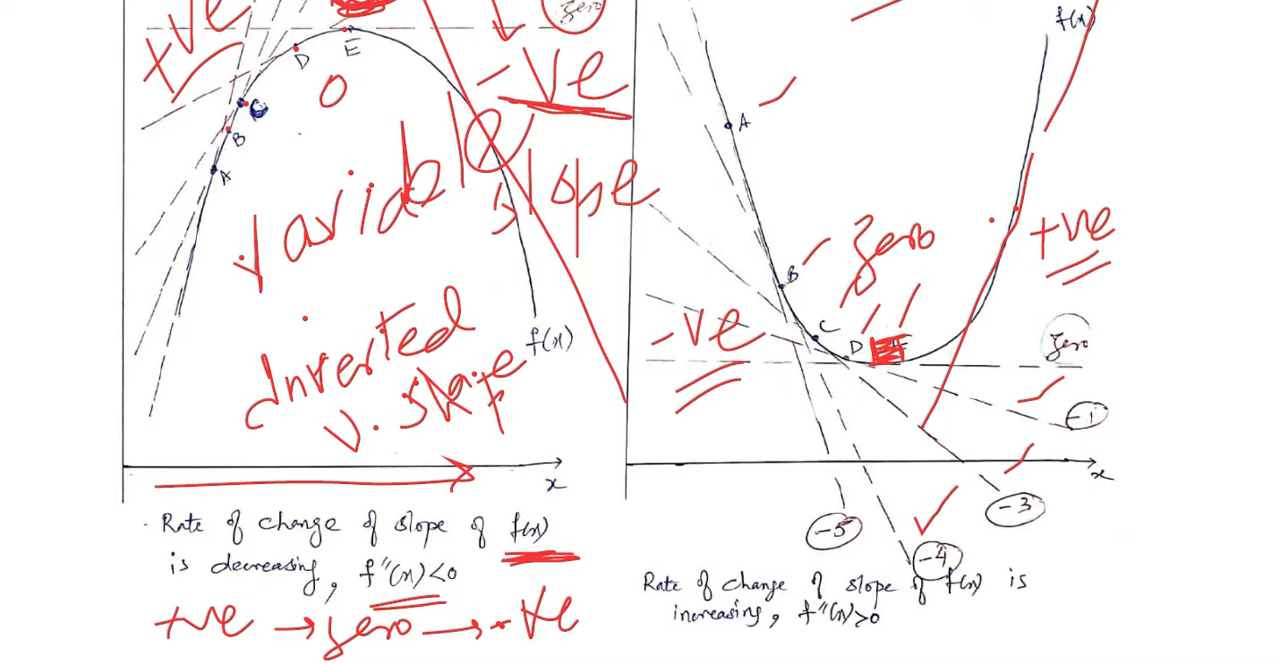 +ve
zero
E
D
-ve
0
C
B
A
Variable slope
f(x)
Inverted
U. Shape
x
Rate of change of slope of f(x)
is decreasing, f''(x)<0
+ve → zero → -ve
f(x)
A
B
zero
+ve
-ve
C
D
E
zero
-1
-3
-5
-4
x
Rate of change of slope of f(x) is
increasing, f''(x)>0